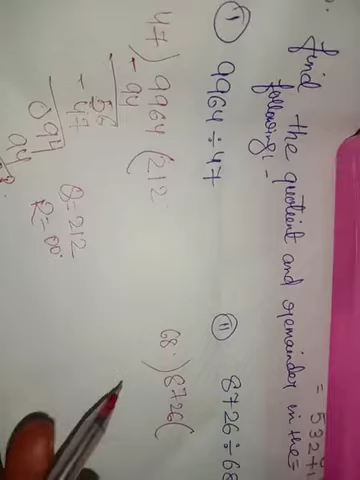 = 532+4
find the quotient and remainder in the=
following: -
(i) 9964 ÷ 47
47 ) 9964 ( 212
- 94
56
- 47
094
94
Q = 212
R = 00
(ii) 8726 ÷ 68
68 ) 8726 (